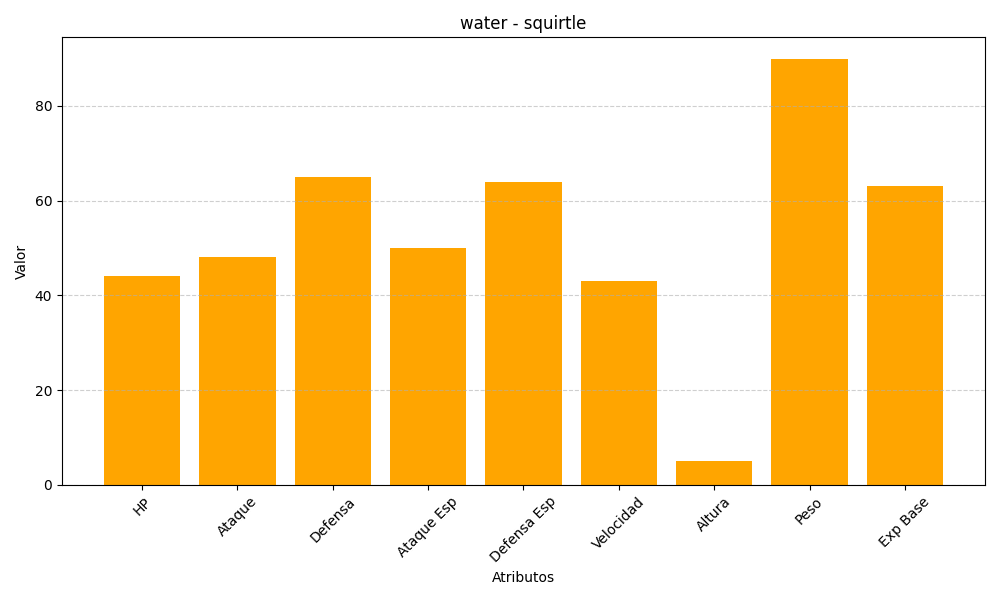 water - squirtle
Valor
80
60
40
20
0
HP
Ataque
Defensa
Ataque Esp
Defensa Esp
Velocidad
Altura
Peso
Exp Base
Atributos